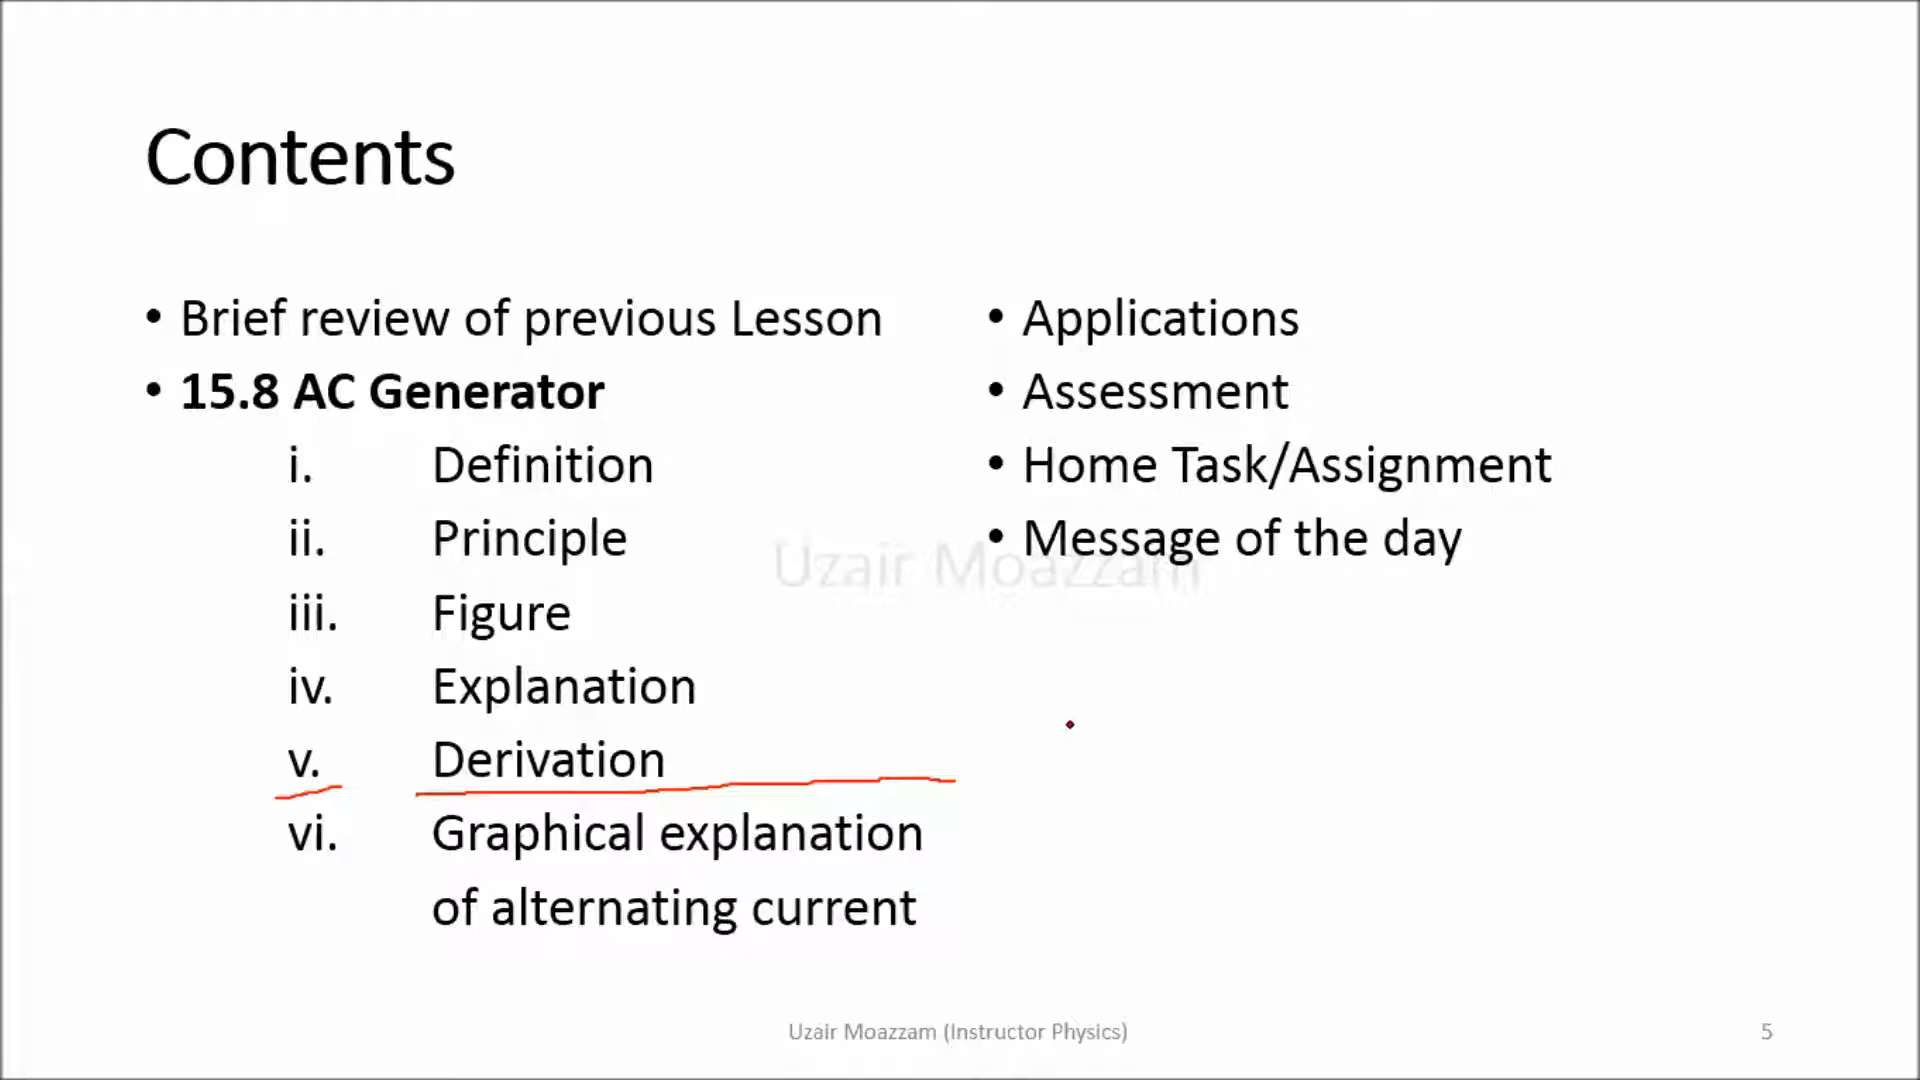 Contents
• Brief review of previous Lesson
• 15.8 AC Generator
i. Definition
ii. Principle
iii. Figure
iv. Explanation
v. Derivation
vi. Graphical explanation
of alternating current
• Applications
• Assessment
• Home Task/Assignment
• Message of the day
Uzair Moazzam
Uzair Moazzam (Instructor Physics)
5